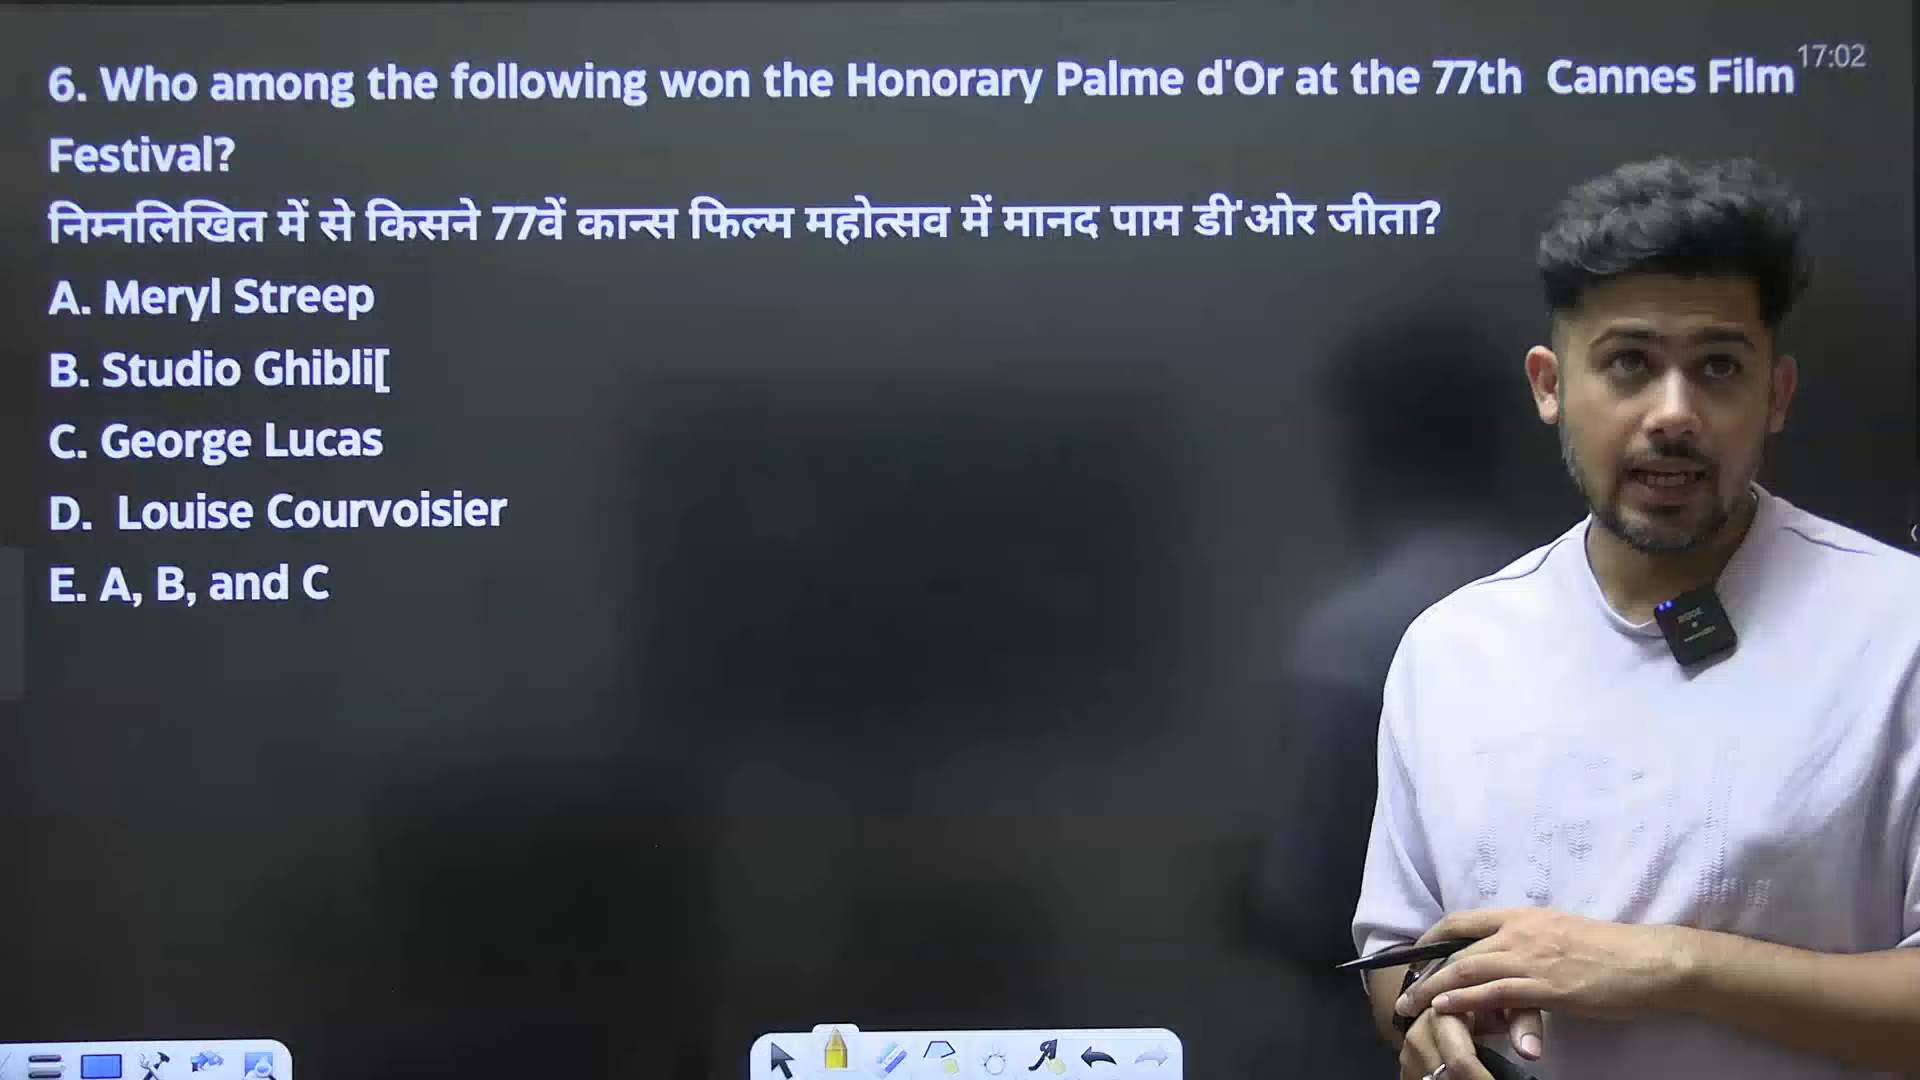 17:02
6. Who among the following won the Honorary Palme d'Or at the 77th Cannes Film
Festival?
निम्नलिखित में से किसने 77वें कान्स फिल्म महोत्सव में मानद पाम डी'ओर जीता?
A. Meryl Streep
B. Studio Ghibli[
C. George Lucas
D. Louise Courvoisier
E. A, B, and C
RODE